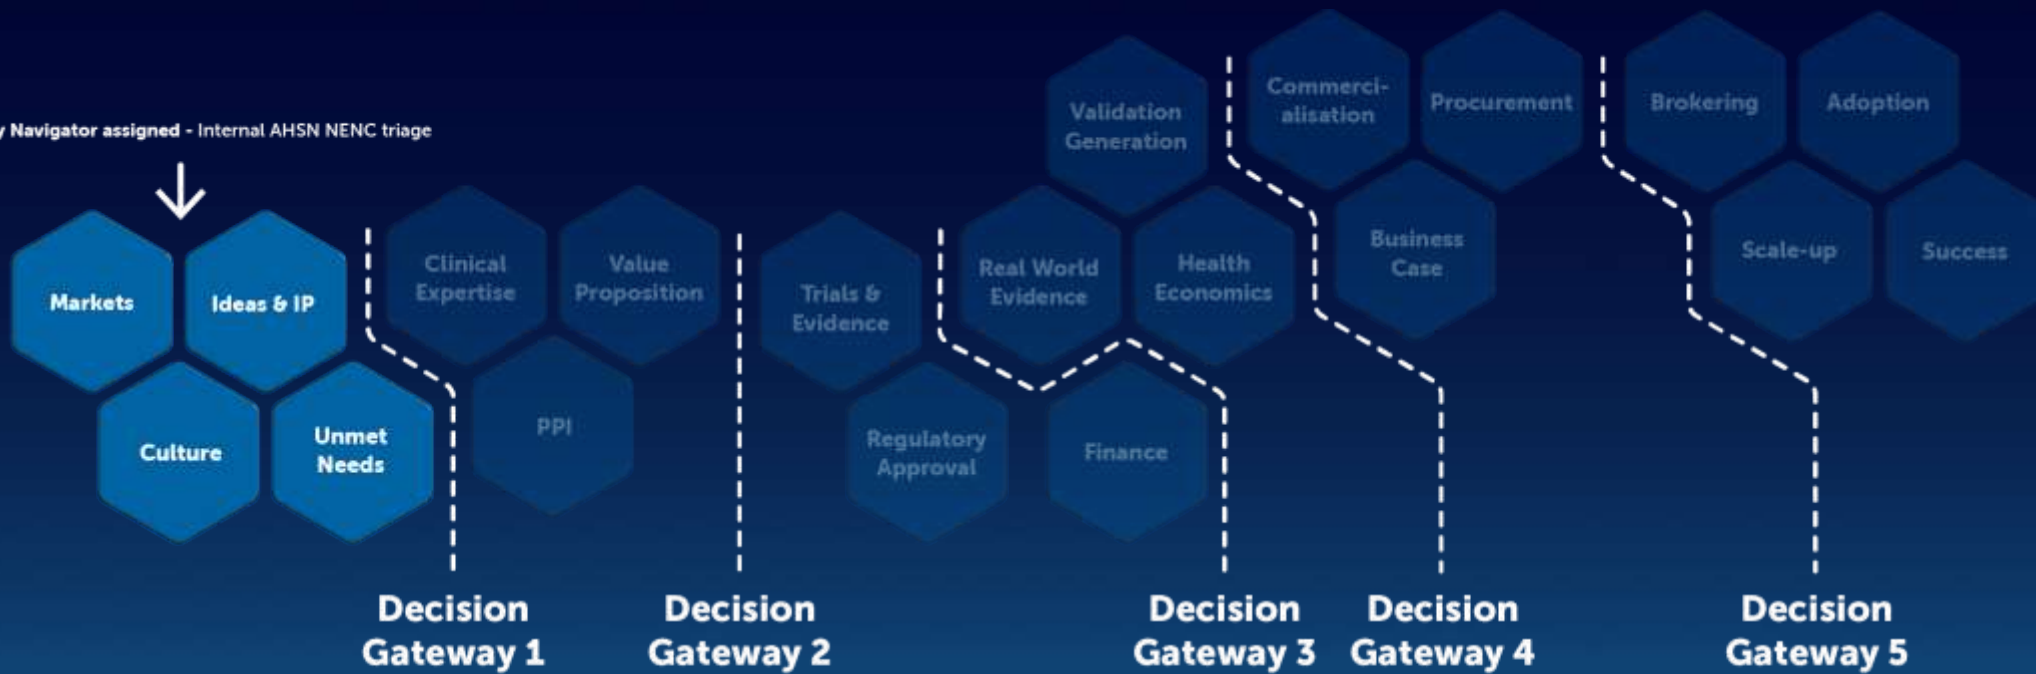 Navigator assigned - Internal AHSN NENC triage
Markets
Ideas & IP
Culture
Unmet
Needs
Clinical
Expertise
Value
Proposition
PPI
Trials &
Evidence
Regulatory
Approval
Finance
Real World
Evidence
Validation
Generation
Health
Economics
Commerci-
alisation
Procurement
Business
Case
Brokering
Adoption
Scale-up
Success
Decision
Gateway 1
Decision
Gateway 2
Decision
Gateway 3
Decision
Gateway 4
Decision
Gateway 5